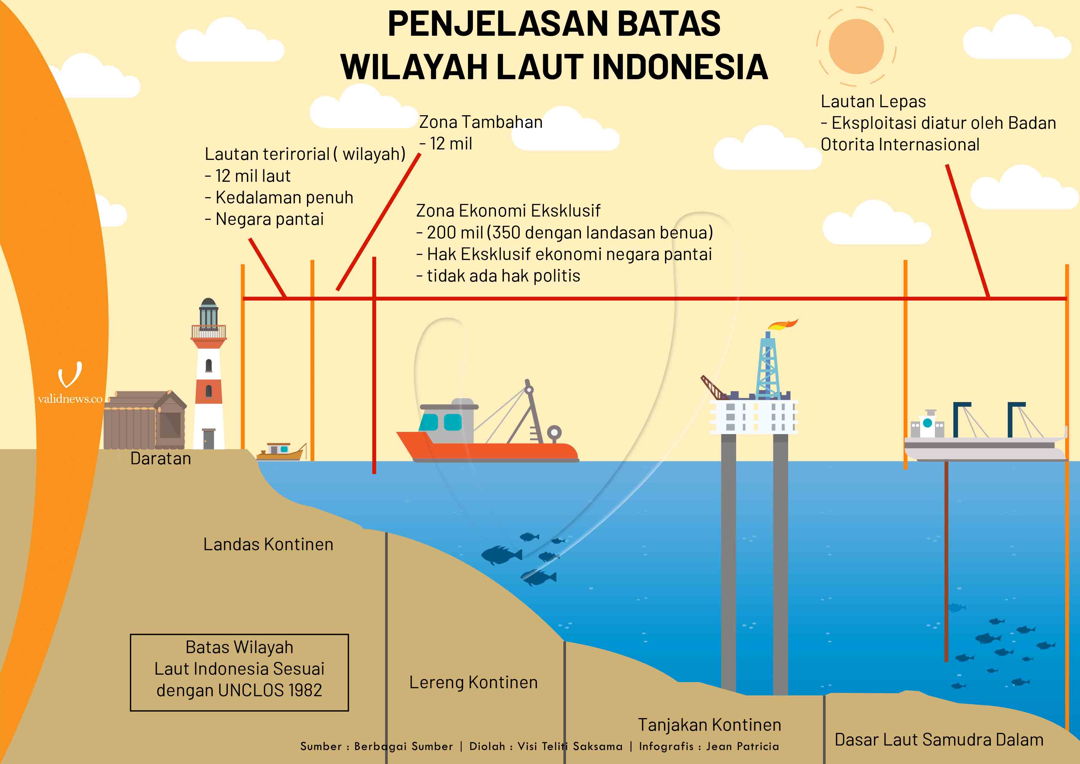 PENJELASAN BATAS
WILAYAH LAUT INDONESIA
Lautan terirorial ( wilayah)
- 12 mil laut
- Kedalaman penuh
- Negara pantai
Zona Tambahan
- 12 mil
Zona Ekonomi Eksklusif
- 200 mil (350 dengan landasan benua)
- Hak Eksklusif ekonomi negara pantai
- tidak ada hak politis
Lautan Lepas
- Eksploitasi diatur oleh Badan
Otorita Internasional
validnews.co
Daratan
Landas Kontinen
Batas Wilayah
Laut Indonesia Sesuai
dengan UNCLOS 1982
Lereng Kontinen
Tanjakan Kontinen
Dasar Laut Samudra Dalam
Sumber : Berbagai Sumber | Diolah : Visi Teliti Saksama | Infografis : Jean Patricia